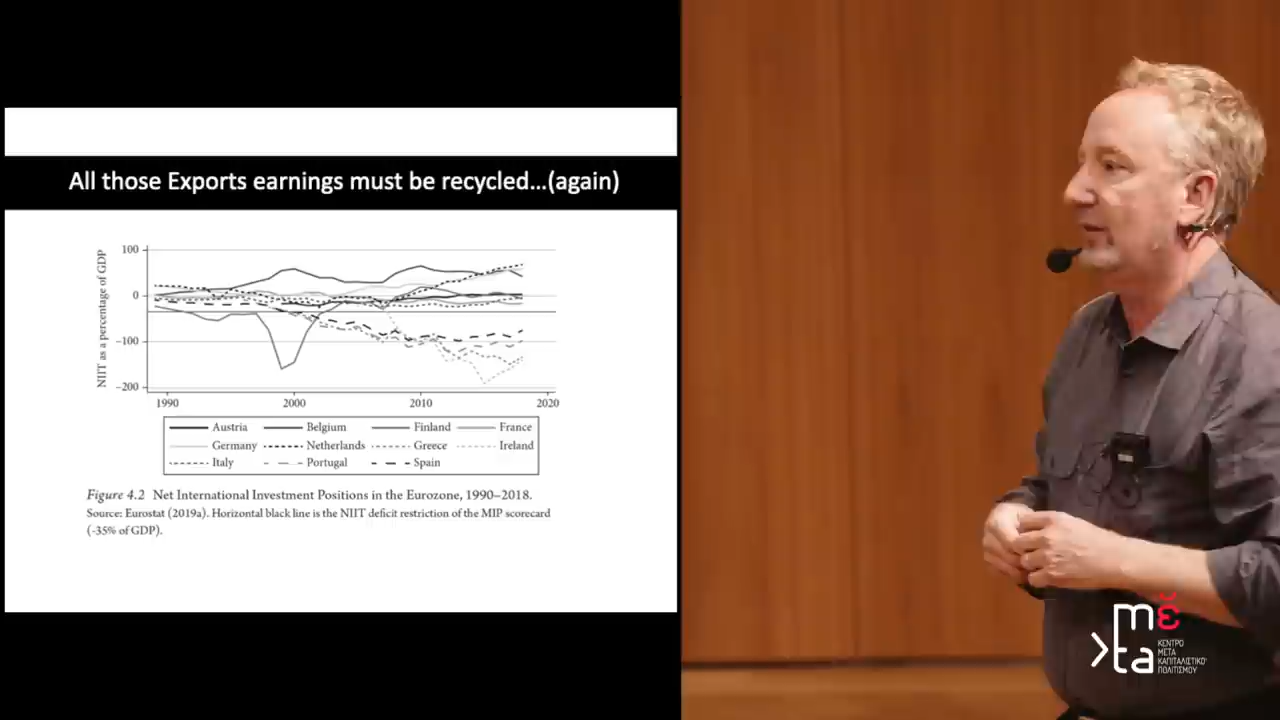 All those Exports earnings must be recycled...(again)
NIIT as a percentage of GDP
100
0
−100
−200
1990
2000
2010
2020
Austria Belgium Finland France
Germany Netherlands Greece Ireland
Italy Portugal Spain
Figure 4.2 Net International Investment Positions in the Eurozone, 1990–2018.
Source: Eurostat (2019a). Horizontal black line is the NIIT deficit restriction of the MIP scorecard
(-35% of GDP).
mĕ
ta
ΚΕΝΤΡΟ
ΜΕΤΑ
ΚΑΠΙΤΑΛΙΣΤΙΚΟΥ
ΠΟΛΙΤΙΣΜΟΥ